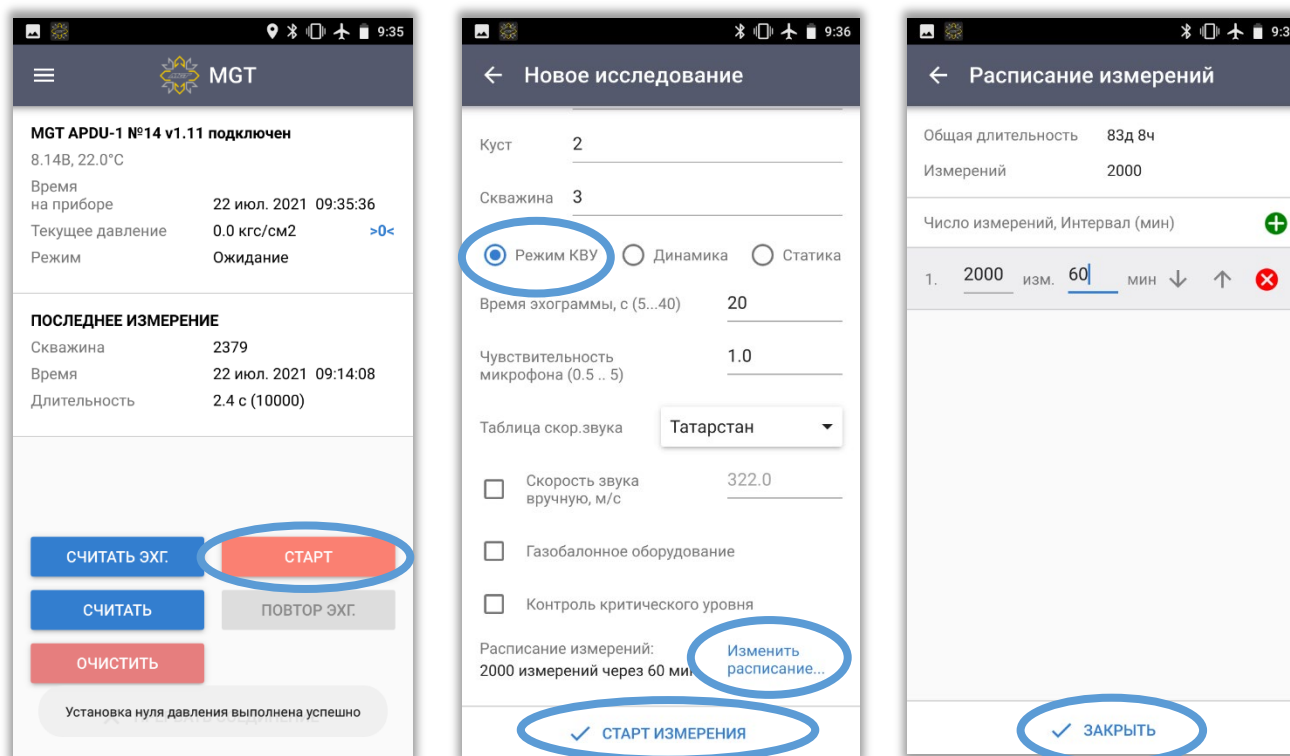 9:35
MGT
MGT APDU-1 №14 v1.11 подключен
8.14В, 22.0°C
Время
на приборе 22 июл. 2021 09:35:36
Текущее давление 0.0 кгс/см2 >0<
Режим Ожидание
ПОСЛЕДНЕЕ ИЗМЕРЕНИЕ
Скважина 2379
Время 22 июл. 2021 09:14:08
Длительность 2.4 с (10000)
СЧИТАТЬ ЭХГ. СТАРТ
СЧИТАТЬ ПОВТОР ЭХГ.
ОЧИСТИТЬ
Установка нуля давления выполнена успешно
9:36
Новое исследование
Куст 2
Скважина 3
Режим КВУ Динамика Статика
Время эхограммы, с (5...40) 20
Чувствительность 1.0
микрофона (0.5 .. 5)
Таблица скор.звука Татарстан
Скорость звука 322.0
вручную, м/с
Газобалонное оборудование
Контроль критического уровня
Расписание измерений: Изменить
2000 измерений через 60 мин расписание...
СТАРТ ИЗМЕРЕНИЯ
9:3
Расписание измерений
Общая длительность 83д 8ч
Измерений 2000
Число измерений, Интервал (мин)
1. 2000 изм. 60 мин
ЗАКРЫТЬ